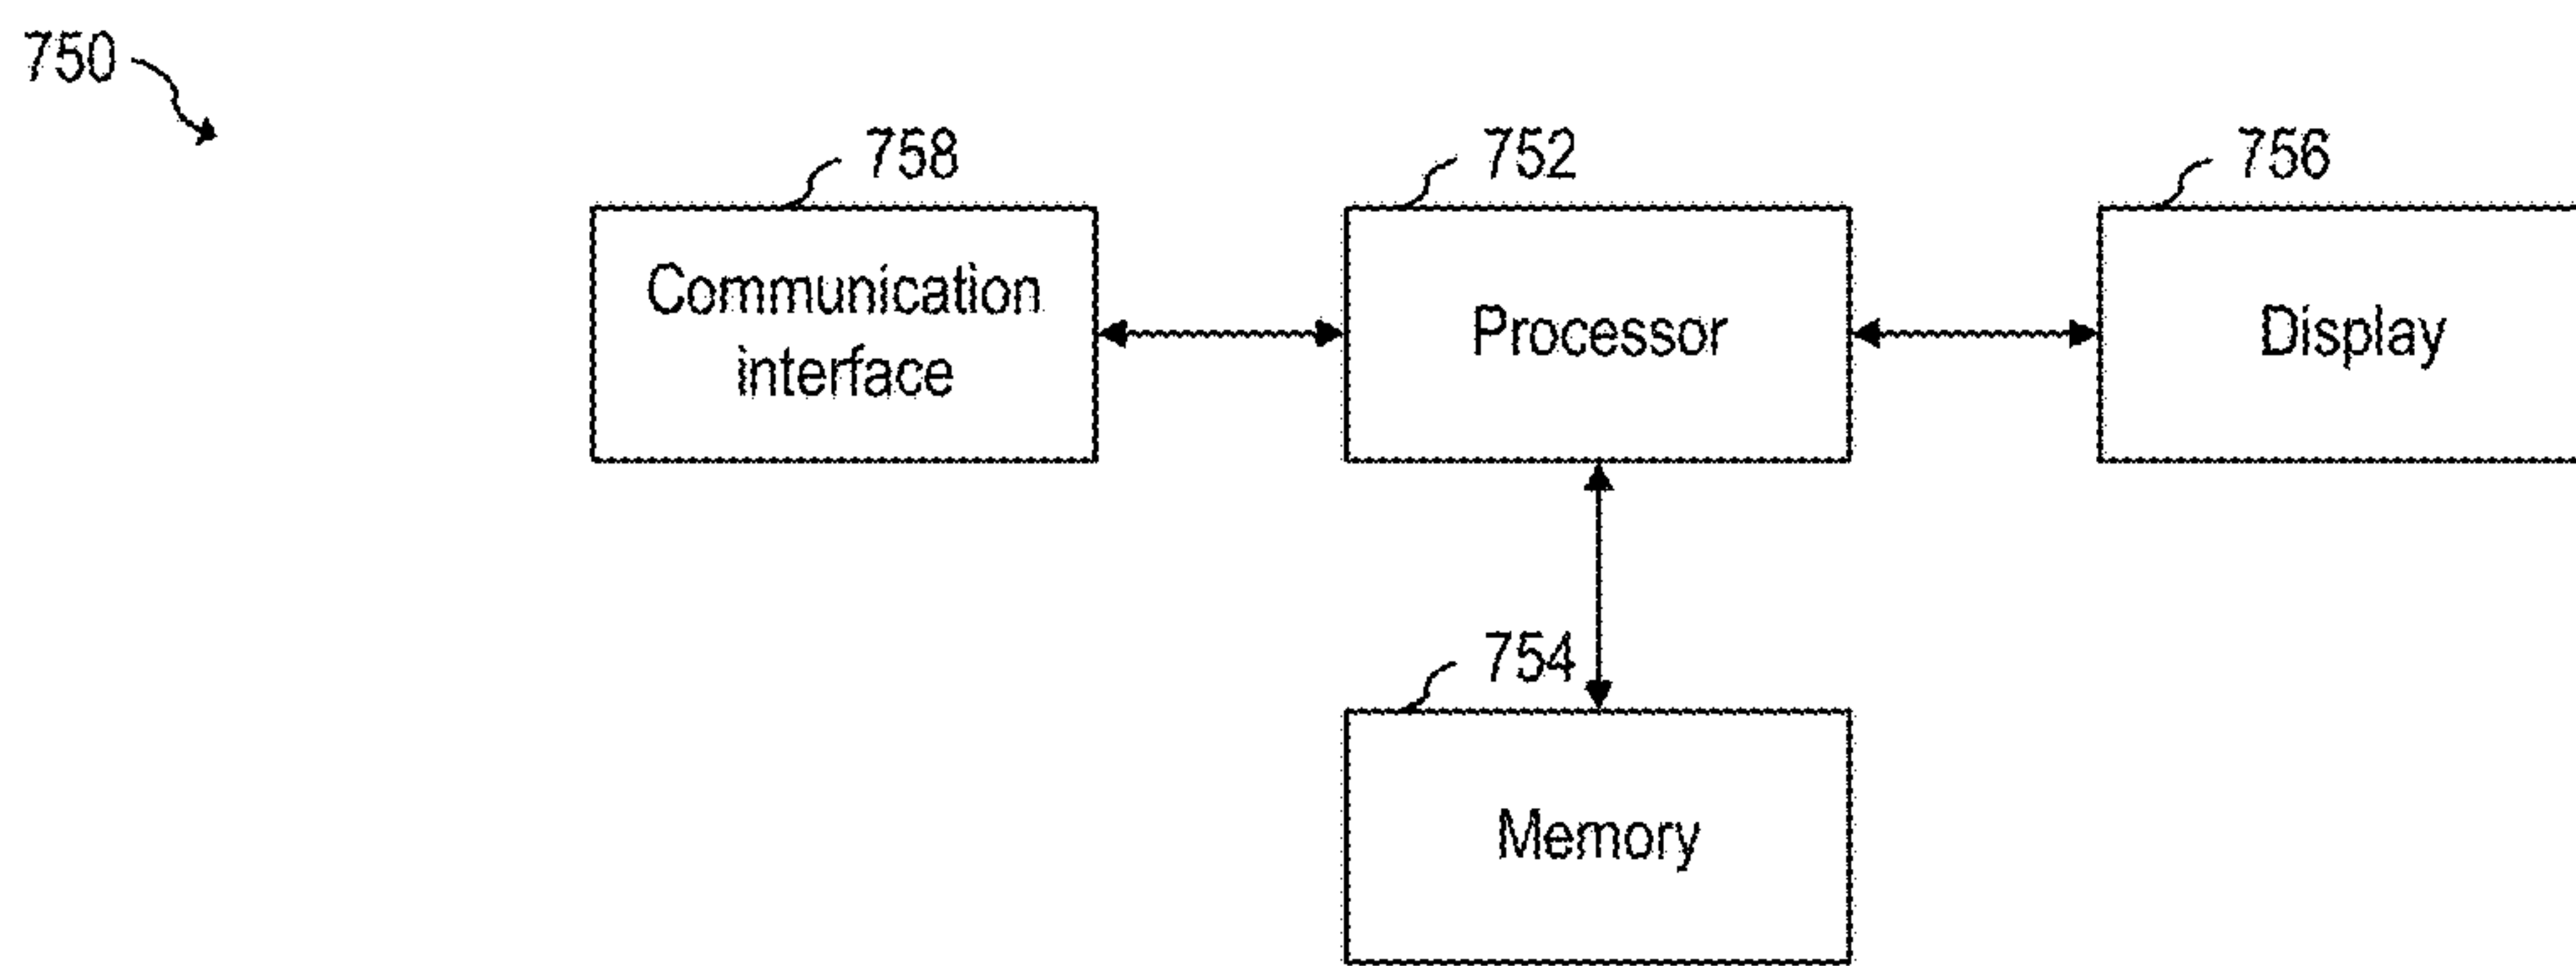 750
758
752
756
Communication
interface
Processor
Display
754
Memory